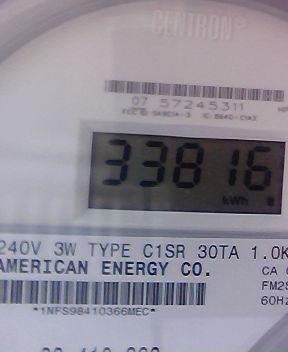 CENTRON®
07 57245311
33816
kWh
240V 3W TYPE C1SR 30TA 1.0K
AMERICAN ENERGY CO.
CA
FM2S
60Hz
*1NFS98410366MEC*